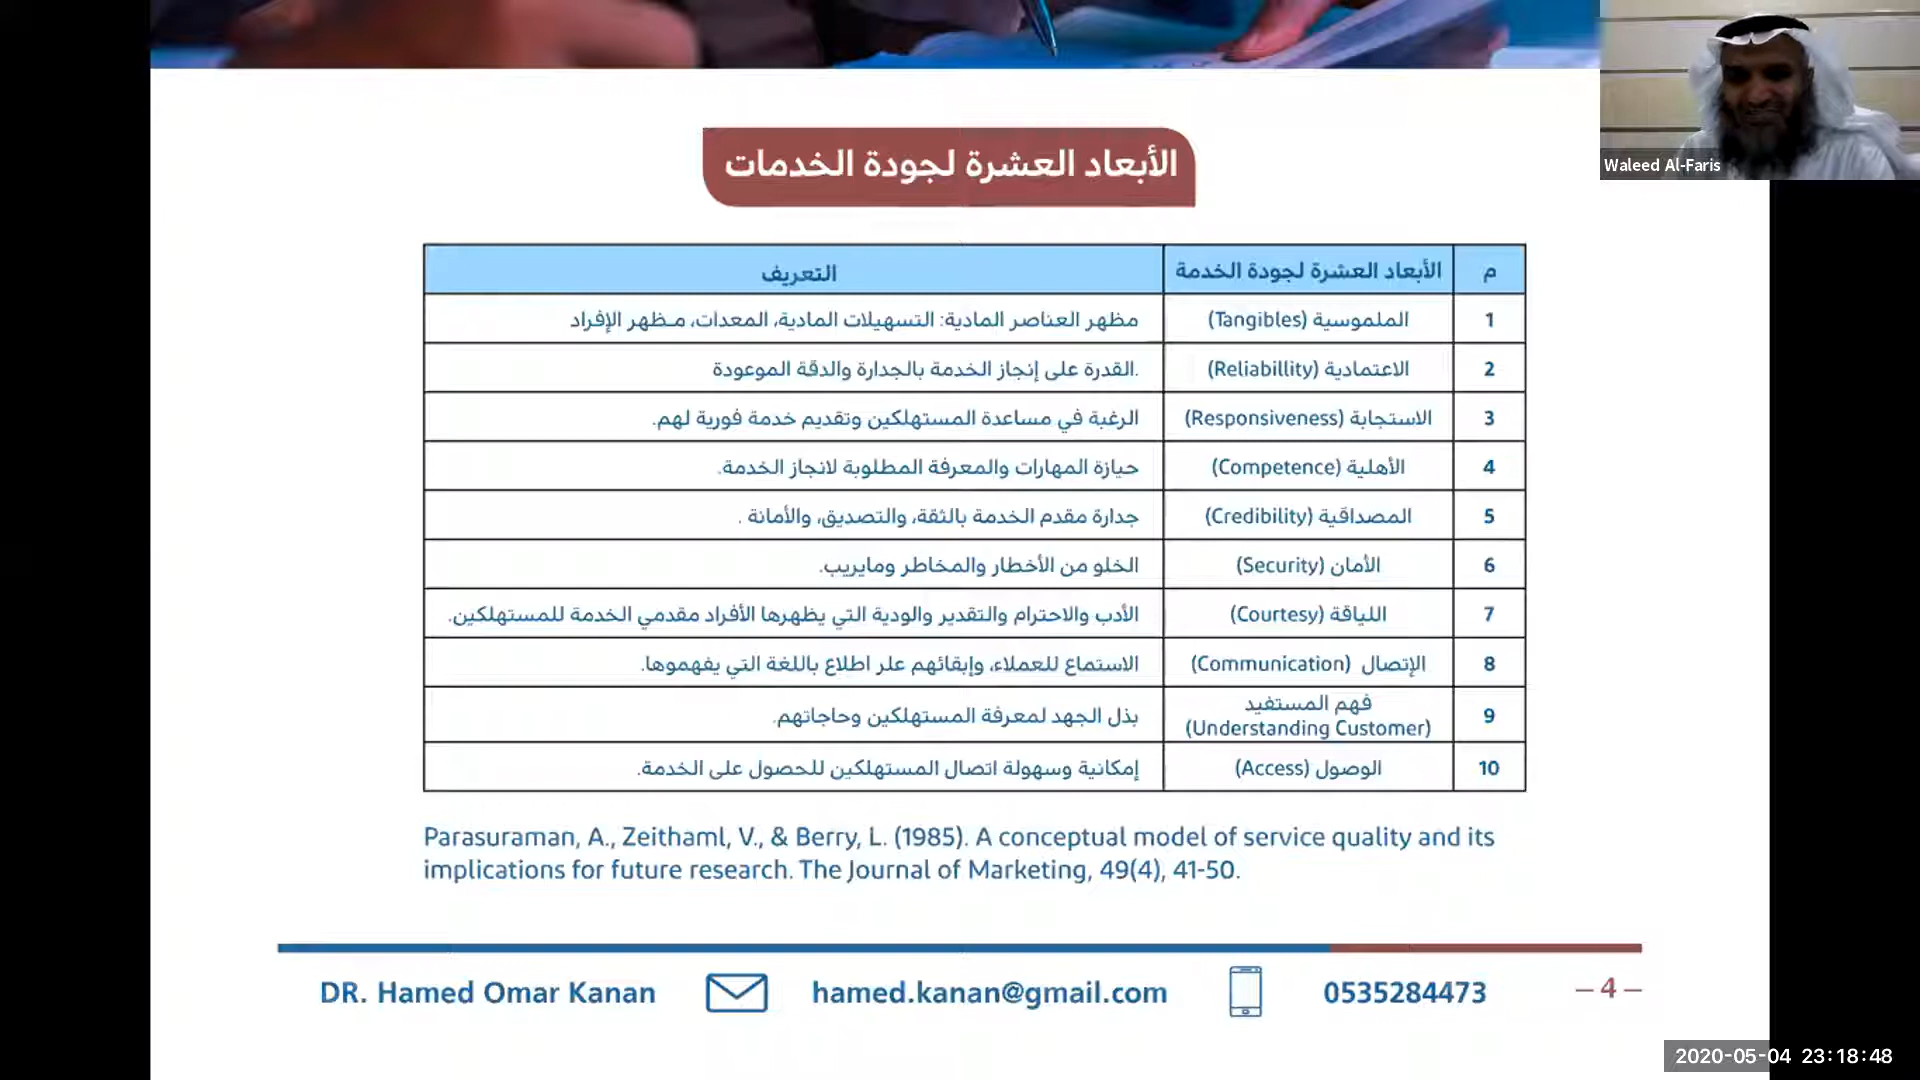 Waleed Al-Faris
الأبعاد العشرة لجودة الخدمات
م الأبعاد العشرة لجودة الخدمة التعريف
1 الملموسية (Tangibles) مظهر العناصر المادية: التسهيلات المادية، المعدات، مـظهر الإفراد
2 الاعتمادية (Reliabillity) القدرة على إنجاز الخدمة بالجدارة والدقة الموعودة.
3 الاستجابة (Responsiveness) الرغبة في مساعدة المستهلكين وتقديم خدمة فورية لهم.
4 الأهلية (Competence) حيازة المهارات والمعرفة المطلوبة لانجاز الخدمة.
5 المصداقية (Credibility) جدارة مقدم الخدمة بالثقة، والتصديق، والأمانة .
6 الأمان (Security) الخلو من الأخطار والمخاطر ومايريب.
7 اللياقة (Courtesy) الأدب والاحترام والتقدير والودية التي يظهرها الأفراد مقدمي الخدمة للمستهلكين.
8 الإتصال (Communication) الاستماع للعملاء، وإبقائهم علر اطلاع باللغة التي يفهموها.
9 فهم المستفيد
(Understanding Customer) بذل الجهد لمعرفة المستهلكين وحاجاتهم.
10 الوصول (Access) إمكانية وسهولة اتصال المستهلكين للحصول على الخدمة.
Parasuraman, A., Zeithaml, V., & Berry, L. (1985). A conceptual model of service quality and its
implications for future research. The Journal of Marketing, 49(4), 41-50.
DR. Hamed Omar Kanan hamed.kanan@gmail.com 0535284473 – 4 –
2020-05-04 23:18:48